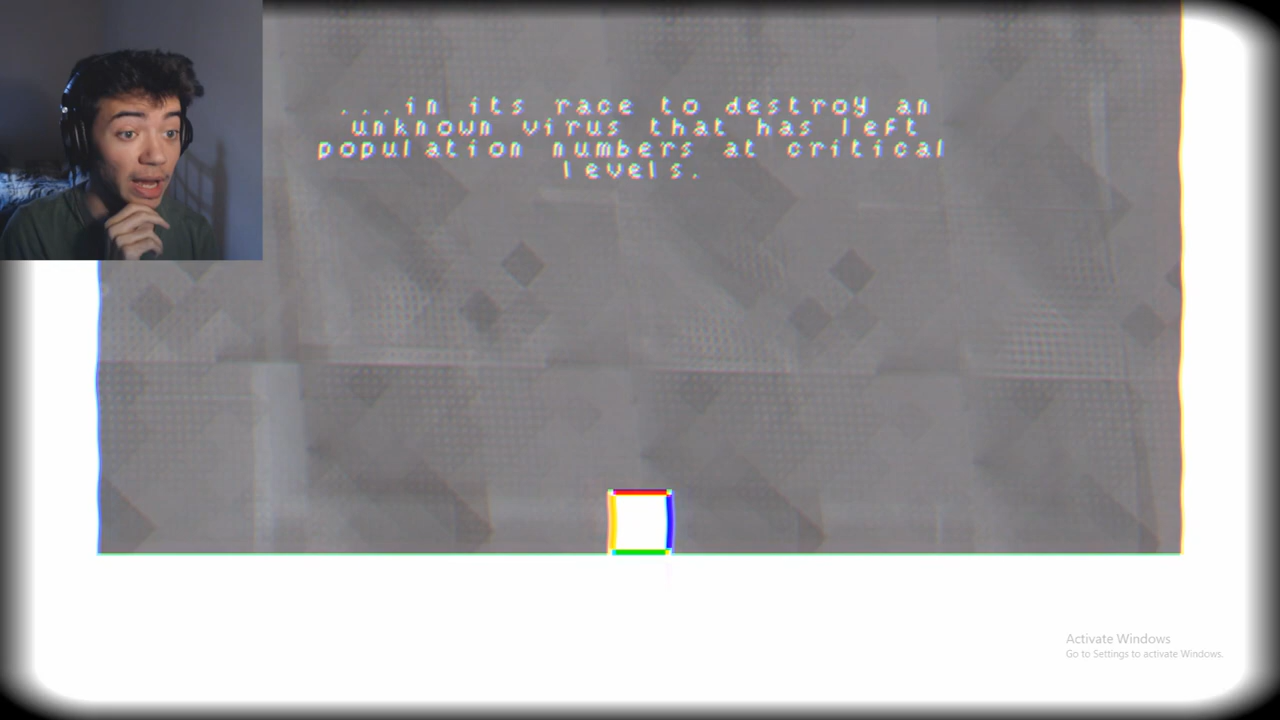 ...in its race to destroy an
unknown virus that has left
population numbers at critical
levels.
Activate Windows
Go to Settings to activate Windows.